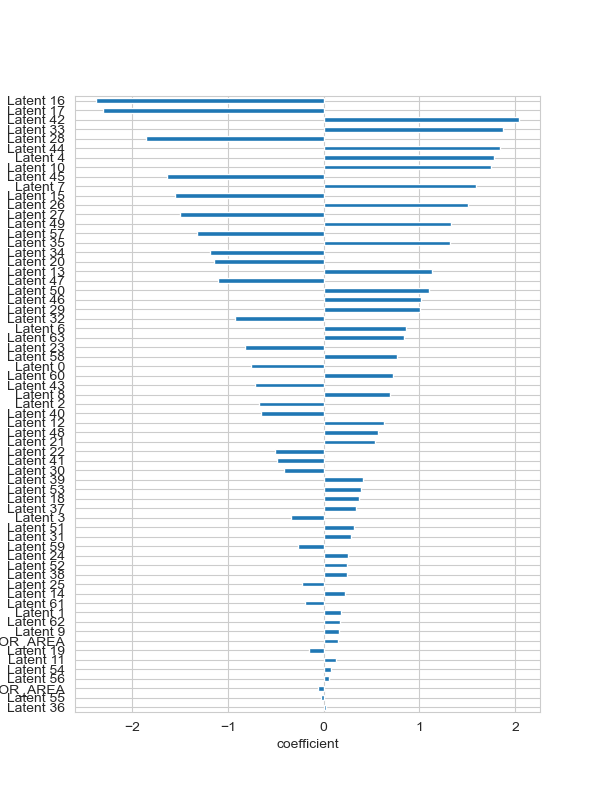 Latent 16
Latent 17
Latent 42
Latent 33
Latent 28
Latent 44
Latent 4
Latent 10
Latent 45
Latent 7
Latent 15
Latent 26
Latent 27
Latent 49
Latent 57
Latent 35
Latent 34
Latent 20
Latent 13
Latent 47
Latent 50
Latent 46
Latent 29
Latent 32
Latent 6
Latent 63
Latent 23
Latent 58
Latent 0
Latent 60
Latent 43
Latent 8
Latent 2
Latent 40
Latent 12
Latent 48
Latent 21
Latent 22
Latent 41
Latent 30
Latent 39
Latent 53
Latent 18
Latent 37
Latent 3
Latent 51
Latent 31
Latent 59
Latent 24
Latent 52
Latent 38
Latent 25
Latent 14
Latent 61
Latent 1
Latent 62
Latent 9
OR_AREA
Latent 19
Latent 11
Latent 54
Latent 56
OR_AREA
Latent 55
Latent 36
−2 −1 0 1 2
coefficient